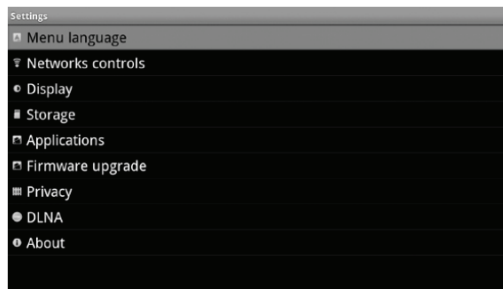 Settings
Menu language
Networks controls
Display
Storage
Applications
Firmware upgrade
Privacy
DLNA
About